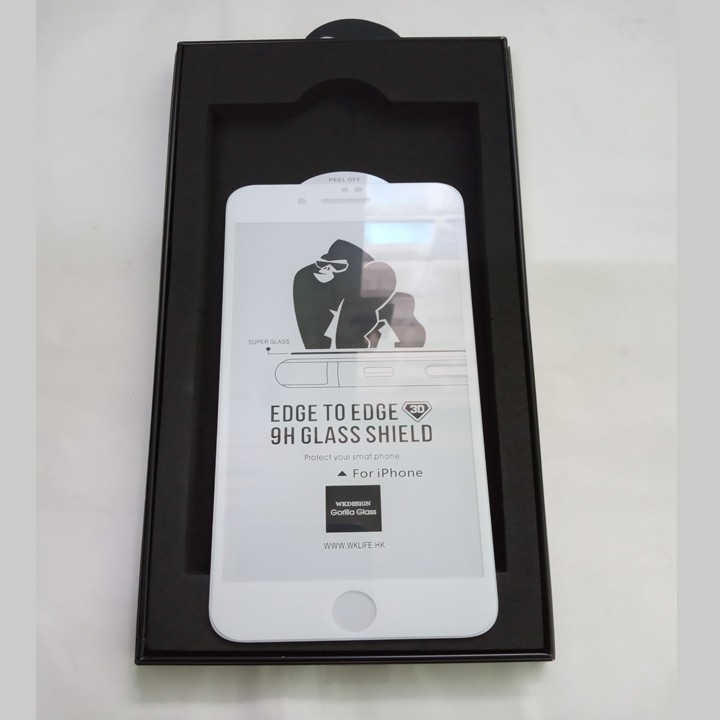 PEEL OFF
SUPER GLASS
EDGE TO EDGE 3D
9H GLASS SHIELD
Protect your smat phone
For iPhone
WKDESIGN
Gorilla Glass
WWW.WKLIFE.HK